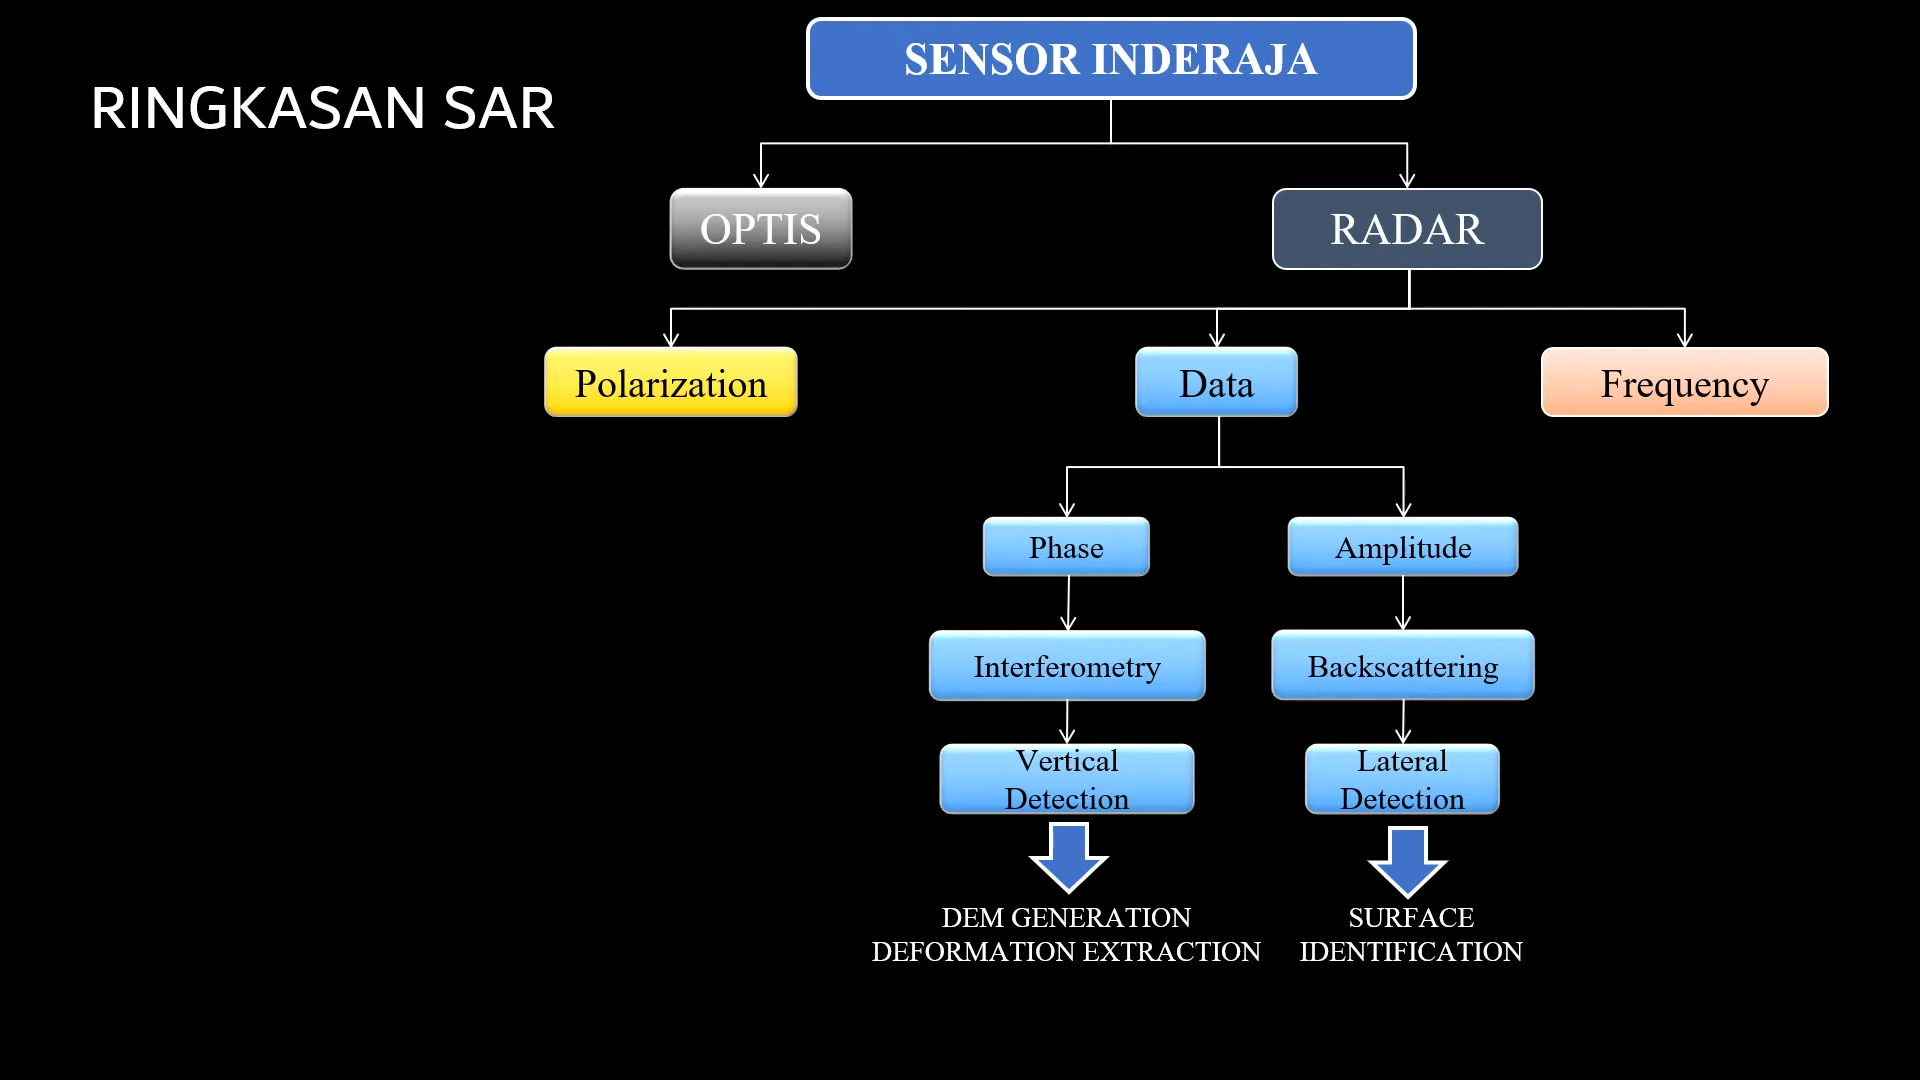 RINGKASAN SAR
SENSOR INDERAJA
OPTIS
RADAR
Polarization
Data
Frequency
Phase
Amplitude
Interferometry
Backscattering
Vertical
Detection
Lateral
Detection
DEM GENERATION
DEFORMATION EXTRACTION
SURFACE
IDENTIFICATION